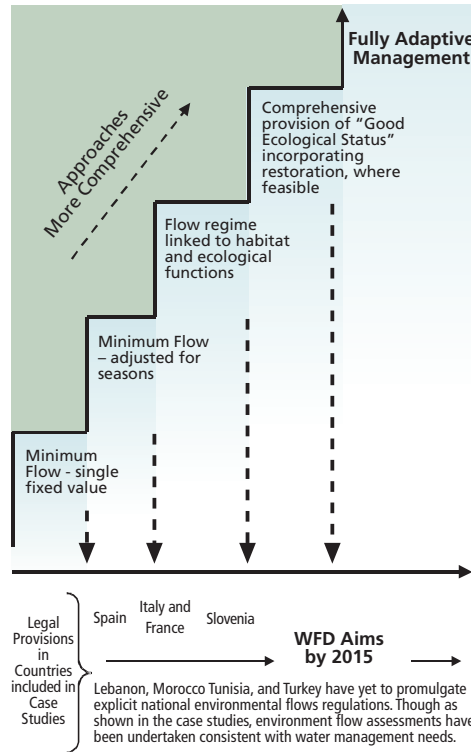 Fully Adaptive
Management
Comprehensive
provision of “Good
Ecological Status”
incorporating
restoration, where
feasible
Approaches
More Comprehensive
Flow regime
linked to habitat
and ecological
functions
Minimum Flow
– adjusted for
seasons
Minimum
Flow - single
fixed value
Legal
Provisions
in
Countries
included in
Case
Studies
Spain
Italy and
France
Slovenia
WFD Aims
by 2015
Lebanon, Morocco Tunisia, and Turkey have yet to promulgate
explicit national environmental flows regulations. Though as
shown in the case studies, environment flow assessments have
been undertaken consistent with water management needs.